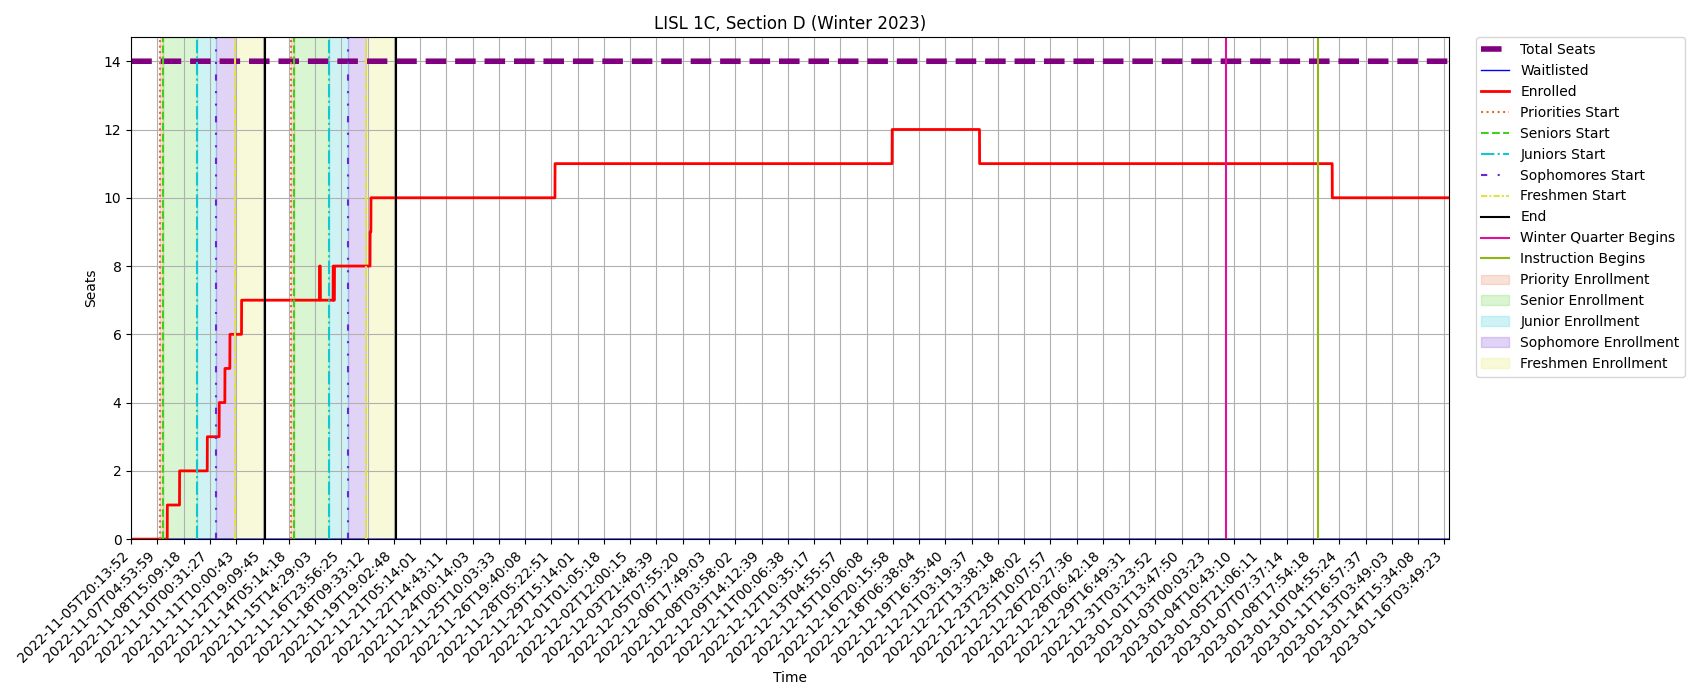 LISL 1C, Section D (Winter 2023)
Seats
14
12
10
8
6
4
2
0
2022-11-05T20:13:52
2022-11-07T04:53:59
2022-11-08T15:09:18
2022-11-10T00:31:27
2022-11-11T10:00:43
2022-11-12T19:09:45
2022-11-14T05:14:18
2022-11-15T14:29:03
2022-11-16T23:56:25
2022-11-18T09:33:12
2022-11-19T19:02:48
2022-11-21T05:14:01
2022-11-22T14:43:11
2022-11-24T00:14:03
2022-11-25T10:03:33
2022-11-26T19:40:08
2022-11-28T05:22:51
2022-11-29T15:14:01
2022-12-01T01:05:18
2022-12-02T12:00:15
2022-12-03T21:48:39
2022-12-05T07:55:20
2022-12-06T17:49:03
2022-12-08T03:58:02
2022-12-09T14:12:39
2022-12-11T00:06:38
2022-12-12T10:35:17
2022-12-13T04:55:57
2022-12-15T10:06:08
2022-12-16T20:15:58
2022-12-18T06:38:04
2022-12-19T16:35:40
2022-12-21T03:19:37
2022-12-22T13:38:18
2022-12-23T23:48:02
2022-12-25T10:07:57
2022-12-26T20:27:36
2022-12-28T06:42:18
2022-12-29T16:49:31
2022-12-31T03:23:52
2023-01-01T13:47:50
2023-01-03T00:03:23
2023-01-04T10:43:10
2023-01-05T21:06:11
2023-01-07T07:37:14
2023-01-08T17:54:18
2023-01-10T04:55:24
2023-01-11T16:57:37
2023-01-13T03:49:03
2023-01-14T15:34:08
2023-01-16T03:49:23
Time
Total Seats
Waitlisted
Enrolled
Priorities Start
Seniors Start
Juniors Start
Sophomores Start
Freshmen Start
End
Winter Quarter Begins
Instruction Begins
Priority Enrollment
Senior Enrollment
Junior Enrollment
Sophomore Enrollment
Freshmen Enrollment